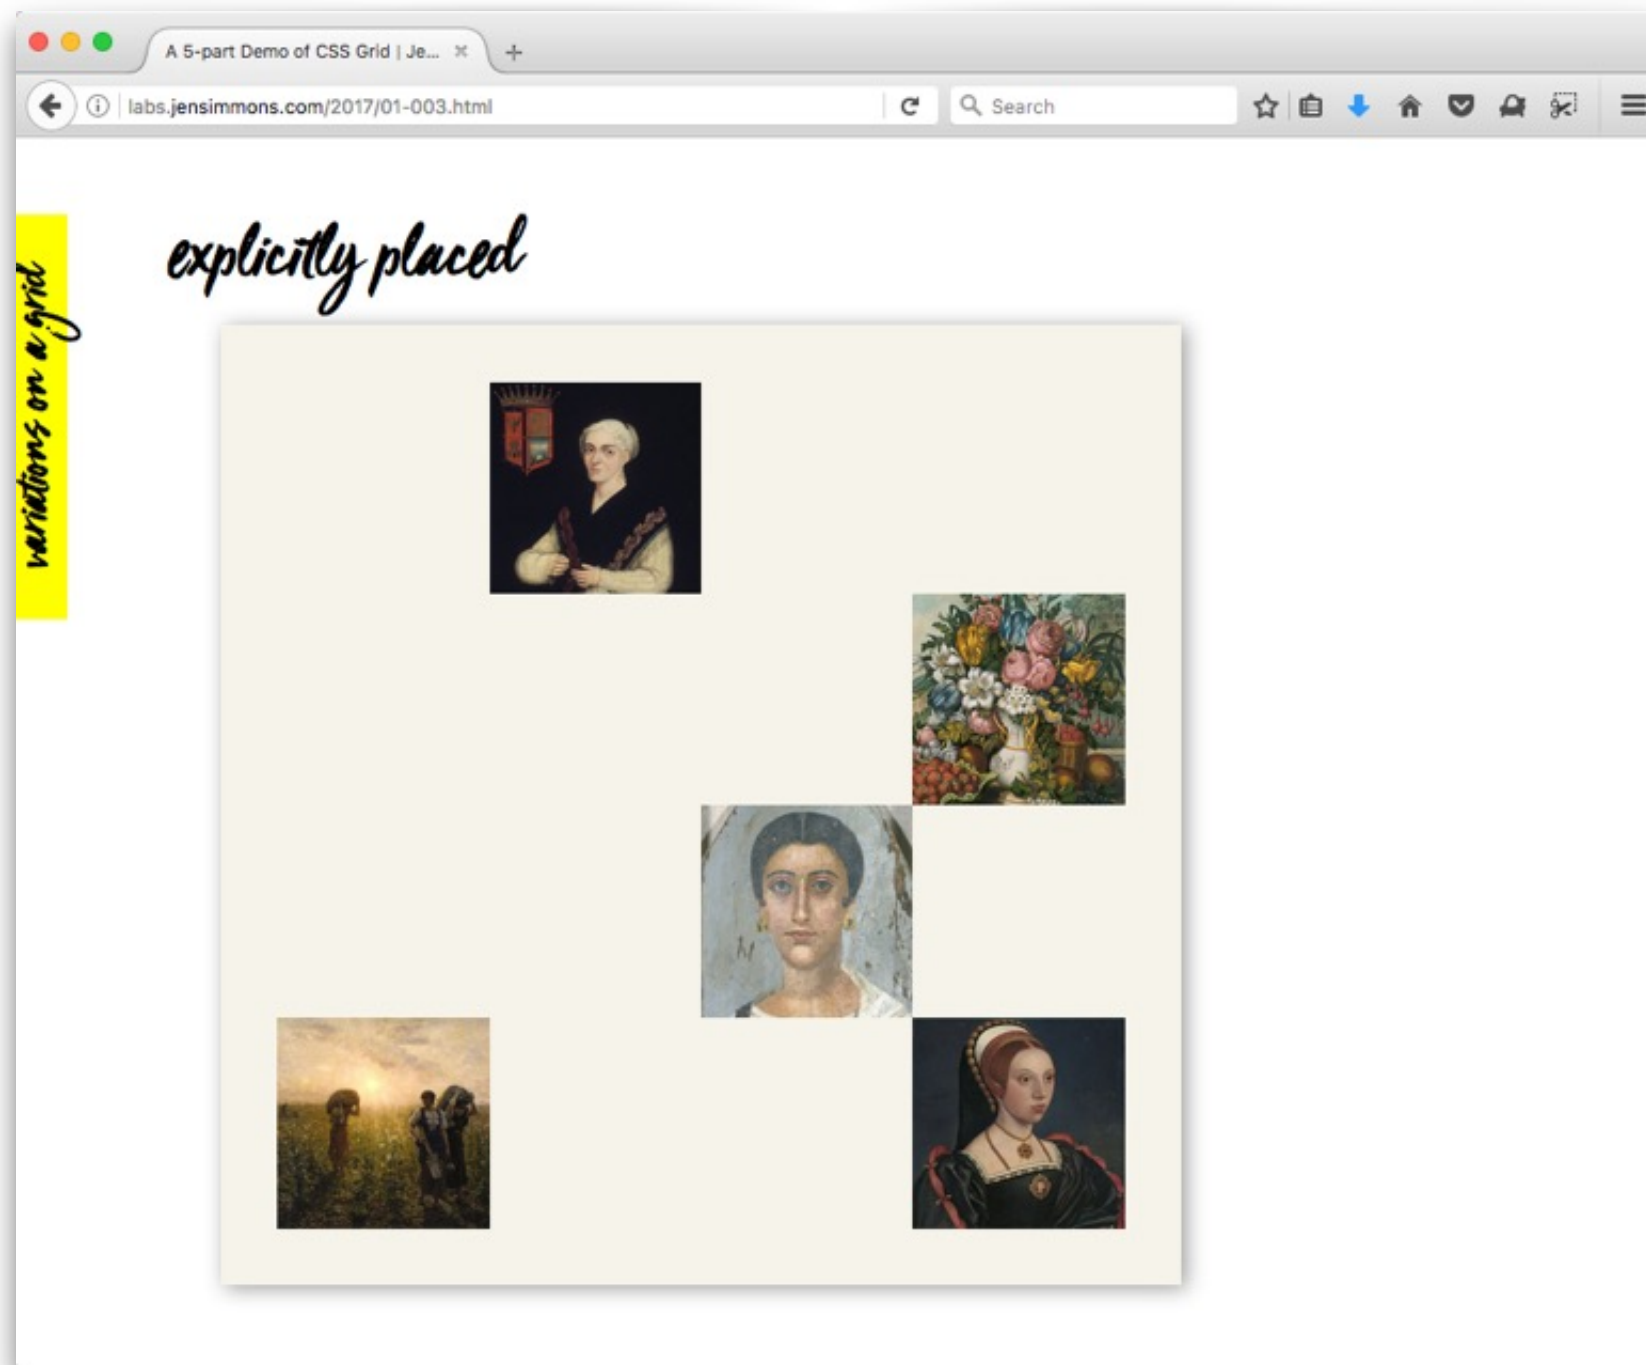 A 5-part Demo of CSS Grid | Je...
labs.jensimmons.com/2017/01-003.html
Search
explicitly placed
variations on a grid